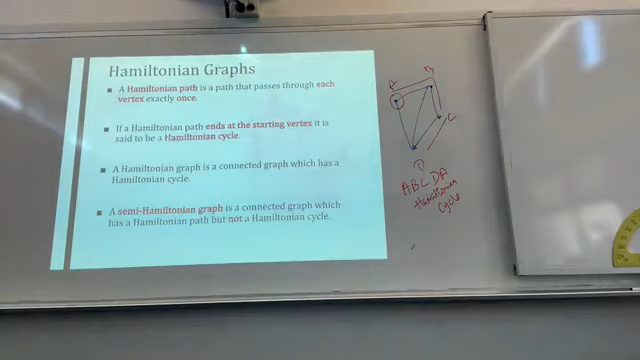 Hamiltonian Graphs
A Hamiltonian path is a path that passes through each
vertex exactly once.
If a Hamiltonian path ends at the starting vertex it is
said to be a Hamiltonian cycle.
A Hamiltonian graph is a connected graph which has a
Hamiltonian cycle.
A semi-Hamiltonian graph is a connected graph which
has a Hamiltonian path but not a Hamiltonian cycle.
A
B
C
D
ABCDA
Hamiltonian
Cycle